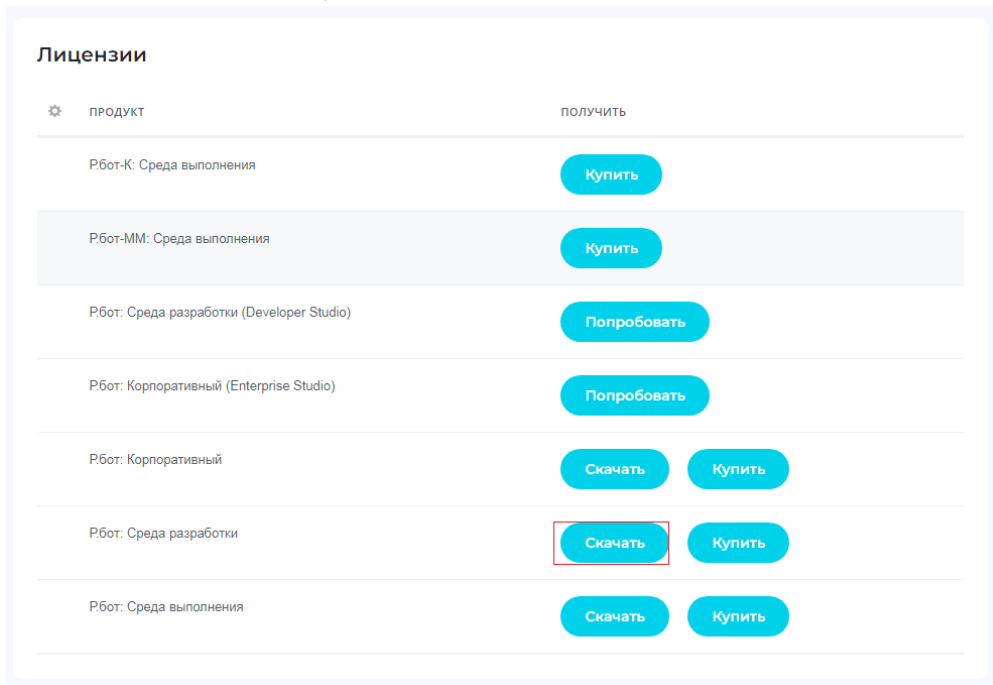 Лицензии
ПРОДУКТ ПОЛУЧИТЬ
Р.бот-К: Среда выполнения Купить
Р.бот-ММ: Среда выполнения Купить
Р.бот: Среда разработки (Developer Studio) Попробовать
Р.бот: Корпоративный (Enterprise Studio) Попробовать
Р.бот: Корпоративный Скачать Купить
Р.бот: Среда разработки Скачать Купить
Р.бот: Среда выполнения Скачать Купить